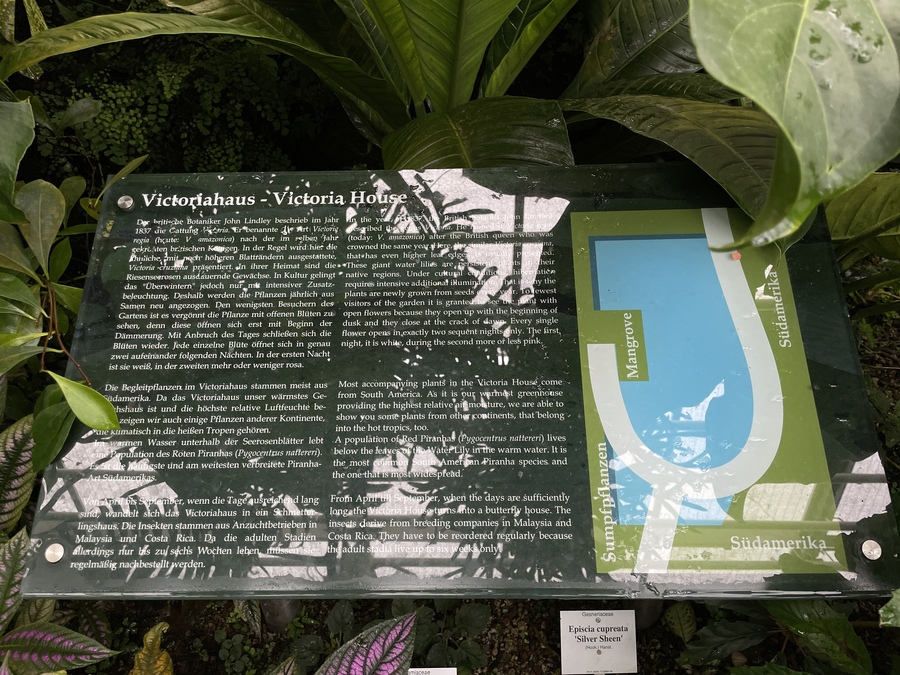 Victoriahaus - Victoria House
Der britische Botaniker John Lindley beschrieb im Jahr
1837 die Gattung Victoria. Er benannte die Art Victoria
regia (heute: V. amazonica) nach der im selben Jahr
gekrönten britischen Königin. In der Regel wird hier die
ähnliche, mit noch höheren Blatträndern ausgestattete,
Victoria cruziana präsentiert. In ihrer Heimat sind die
Riesenseerosen ausdauernde Gewächse. In Kultur gelingt
das "Überwintern" jedoch nur mit intensiver Zusatz-
beleuchtung. Deshalb werden die Pflanzen jährlich aus
Samen neu angezogen. Den wenigsten Besuchern des
Gartens ist es vergönnt die Pflanze mit offenen Blüten zu
sehen, denn diese öffnen sich erst mit Beginn der
Dämmerung. Mit Anbruch des Tages schließen sich die
Blüten wieder. Jede einzelne Blüte öffnet sich in genau
zwei aufeinander folgenden Nächten. In der ersten Nacht
ist sie weiß, in der zweiten mehr oder weniger rosa.
Die Begleitpflanzen im Victoriahaus stammen meist aus
Südamerika. Da das Victoriahaus unser wärmstes Ge-
wächshaus ist und die höchste relative Luftfeuchte be-
zeigen wir auch einige Pflanzen anderer Kontinente,
die klimatisch in die heißen Tropen gehören.
Im warmen Wasser unterhalb der Seerosenblätter lebt
eine Population des Roten Piranhas (Pygocentrus nattereri).
Es ist die häufigste und am weitesten verbreitete Piranha-
Art Südamerikas.
Von April bis September, wenn die Tage ausreichend lang
sind, wandelt sich das Victoriahaus in ein Schmetter-
lingshaus. Die Insekten stammen aus Anzuchtbetrieben in
Malaysia und Costa Rica. Da die adulten Stadien
allerdings nur bis zu sechs Wochen leben, müssen sie
regelmäßig nachbestellt werden.
In the year 1837 the British botanist John Lindley
described the
(today: V. amazonica) after the British queen who was
crowned the same year. Here
that has even higher leaf edges
These giant water lilies are in their
native regions. Under cultural
requires intensive additional illumination. That is why the
plants are newly grown from seeds
visitors of the garden it is granted with
open flowers because they open up with the beginning of
dusk and they close at the crack of day. Every single
flower opens in exactly two sequent nights only. The first,
night, it is white, during the second more or less pink.
Most accompanying plants in the Victoria House come
from South America. As it is our warmest greenhouse
providing the highest relative air moisture, we are able to
show you some plants from other continents, that belong
into the hot tropics, too.
A population of Red Piranhas (Pygocentrus nattereri) lives
below the leaves of the Water Lily in the warm water. It is
the most common South American Piranha species and
the one that is most widespread.
From April till September, when the days are sufficiently
long the Victoria House turns into a butterfly house. The
insects derive from breeding companies in Malaysia and
Costa Rica. They have to be reordered regularly because
the adult stadia live up to six weeks only.
Mangrove
Südamerika
Sumpfpflanzen
Südamerika
Gesneriaceae
Episcia cupreata
'Silver Sheen'
(Hook.) Hanst.